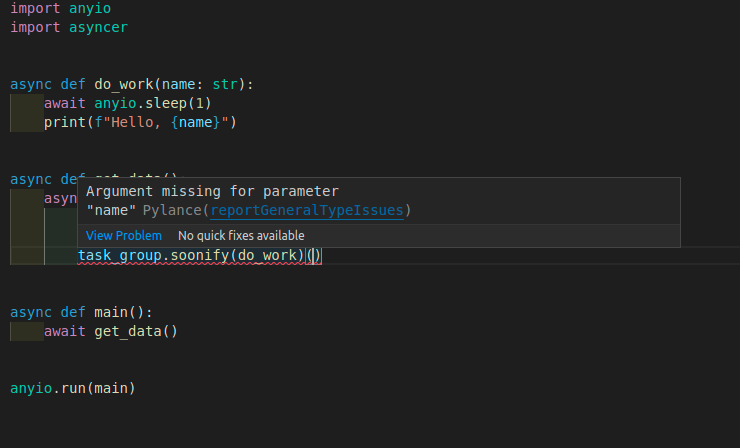 import anyio
import asyncer
async def do_work(name: str):
await anyio.sleep(1)
print(f"Hello, {name}")
async def get_data():
asyn
Argument missing for parameter
"name" Pylance(reportGeneralTypeIssues)
View Problem No quick fixes available
task_group.soonify(do_work)()
async def main():
await get_data()
anyio.run(main)